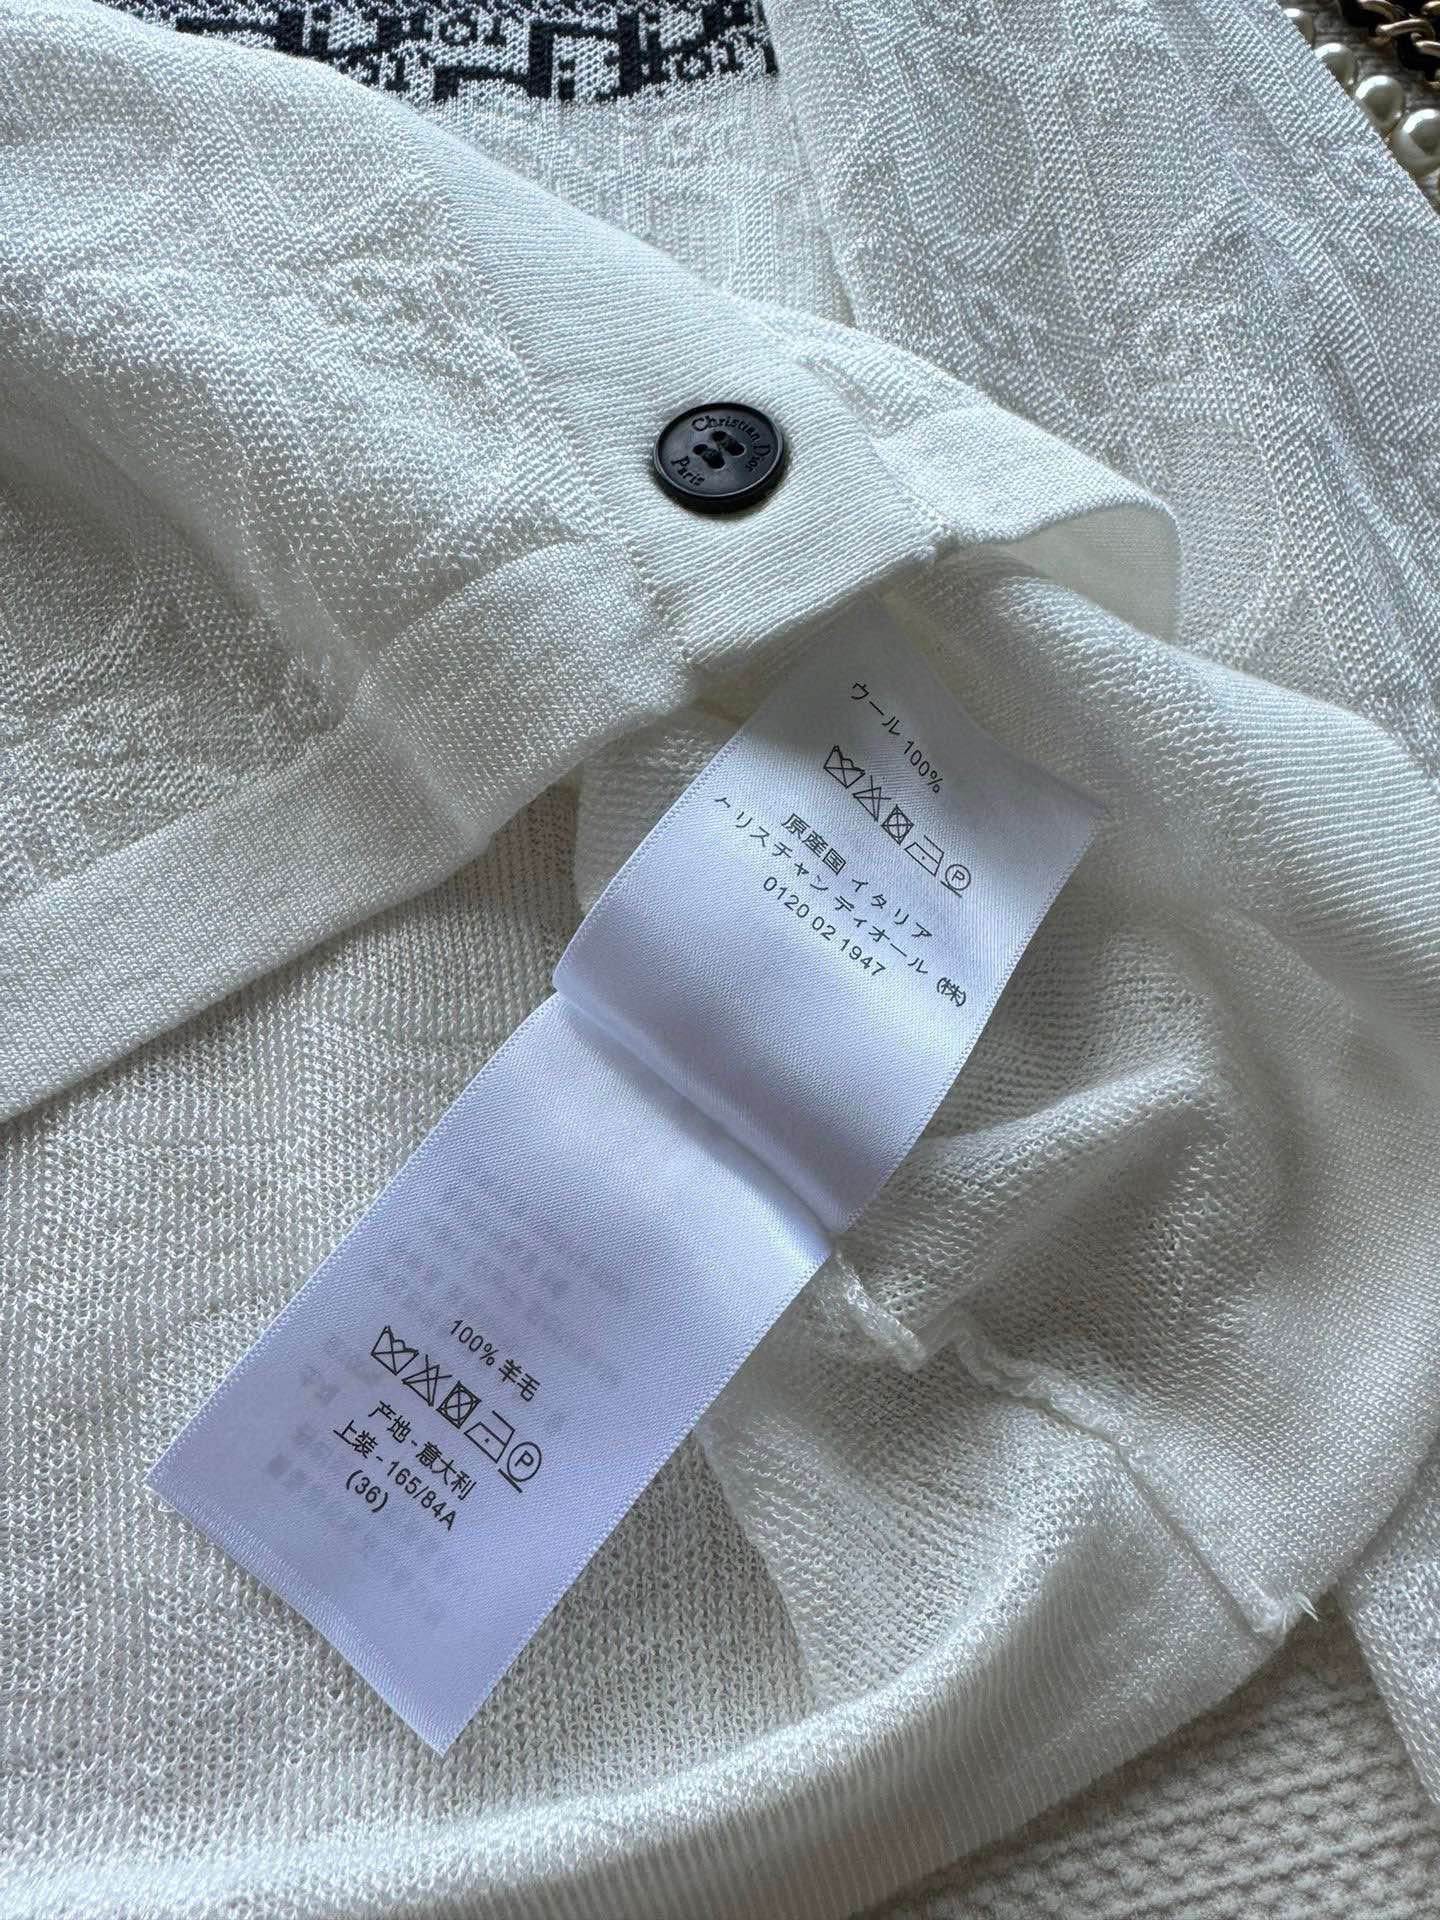 Christian Dior
Paris
ウール 100%
P
原産国 イタリア
クリスチャン ディオール (株)
0120 02 1947
100% 羊毛
P
产地 - 意大利
上装 - 165/84A
(36)